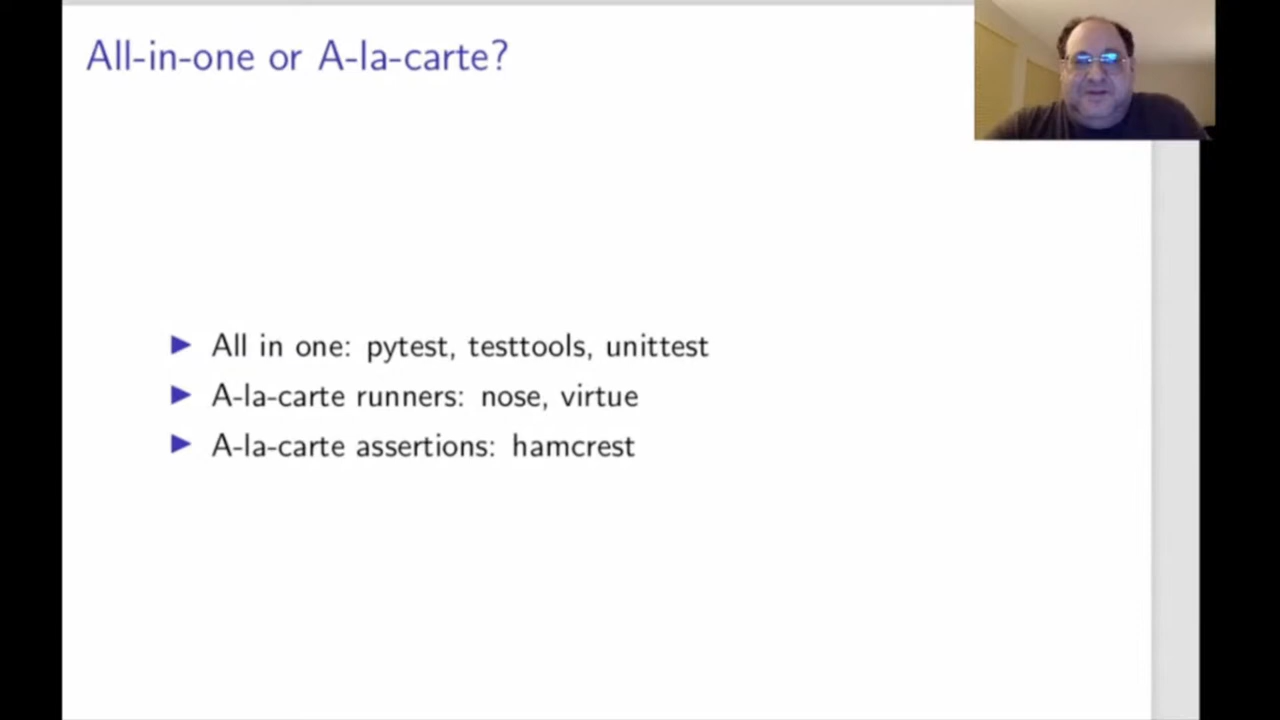 All-in-one or A-la-carte?
▶ All in one: pytest, testtools, unittest
▶ A-la-carte runners: nose, virtue
▶ A-la-carte assertions: hamcrest